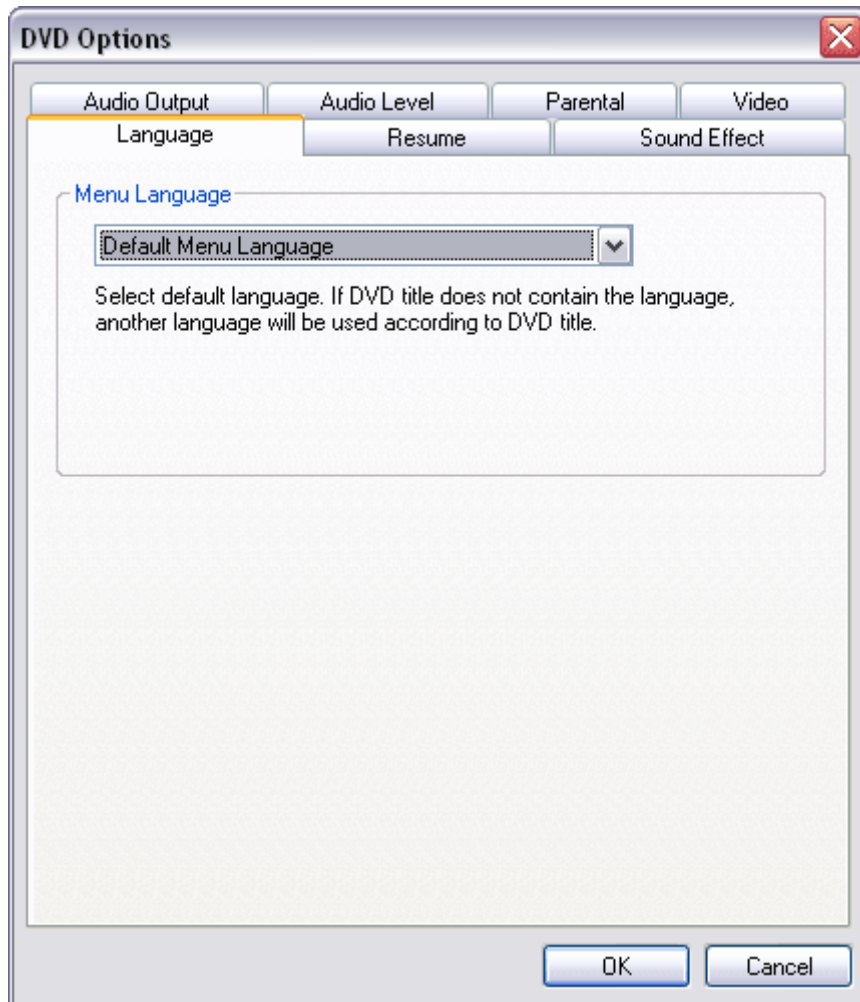 DVD Options
Audio Output Audio Level Parental Video
Language Resume Sound Effect
Menu Language
Default Menu Language
Select default language. If DVD title does not contain the language,
another language will be used according to DVD title.
OK Cancel